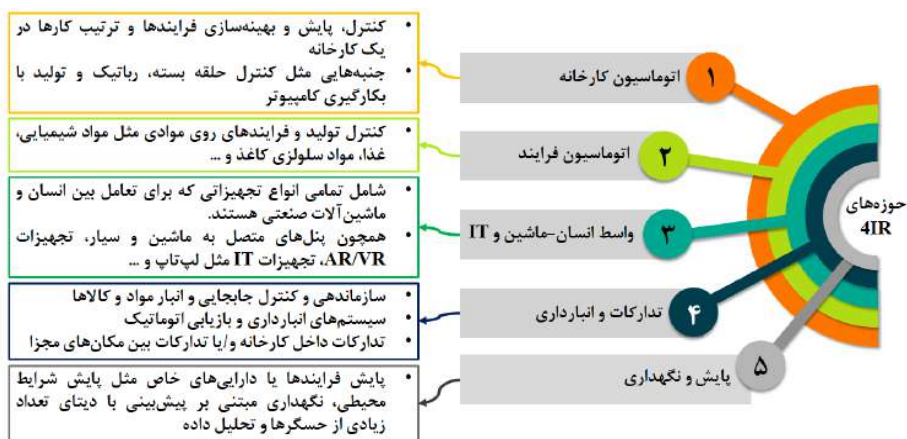 حوزه‌های
4IR
۱
اتوماسیون کارخانه
• کنترل، پایش و بهینه‌سازی فرایندها و ترتیب کارها در
یک کارخانه
• جنبه‌هایی مثل کنترل حلقه بسته، رباتیک و تولید با
بکارگیری کامپیوتر
۲
اتوماسیون فرایند
• کنترل تولید و فرایندهای روی موادی مثل مواد شیمیایی،
غذا، مواد سلولزی کاغذ و ...
۳
واسط انسان-ماشین و IT
• شامل تمامی انواع تجهیزاتی که برای تعامل بین انسان و
ماشین‌آلات صنعتی هستند.
• همچون پنل‌های متصل به ماشین و سیار، تجهیزات
AR/VR، تجهیزات IT مثل لپ‌تاپ و ...
۴
تدارکات و انبارداری
• سازماندهی و کنترل جابجایی و انبار مواد و کالاها
• سیستم‌های انبارداری و بازیابی اتوماتیک
• تدارکات داخل کارخانه و/یا تدارکات بین مکان‌های مجزا
۵
پایش و نگهداری
• پایش فرایندها یا دارایی‌های خاص مثل پایش شرایط
محیطی، نگهداری مبتنی بر پیش‌بینی با دیتای تعداد
زیادی از حسگرها و تحلیل داده